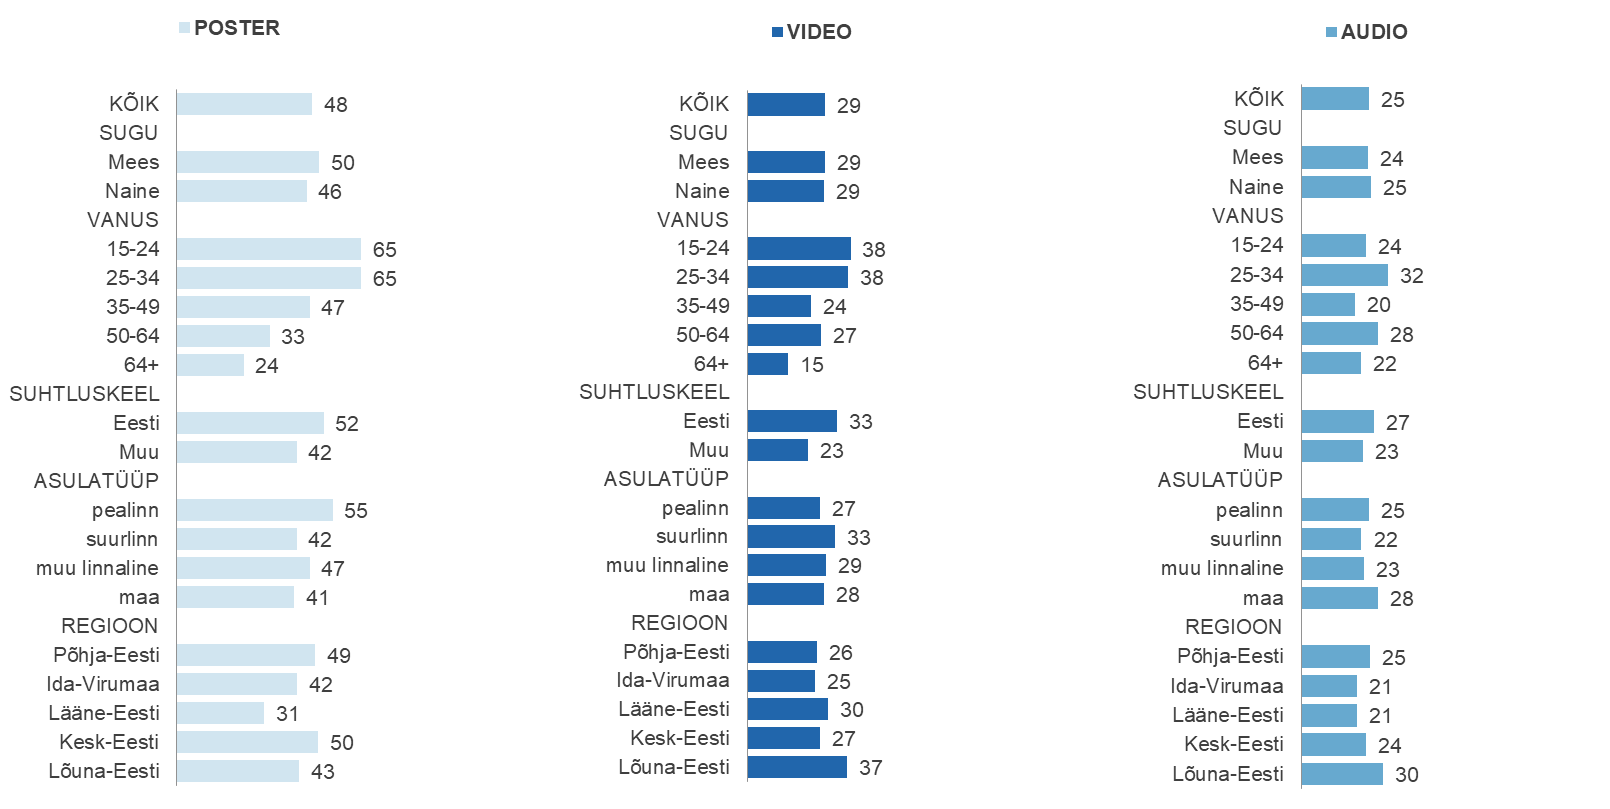 POSTER
KÕIK 48
SUGU
Mees 50
Naine 46
VANUS
15-24 65
25-34 65
35-49 47
50-64 33
64+ 24
SUHTLUSKEEL
Eesti 52
Muu 42
ASULATÜÜP
pealinn 55
suurlinn 42
muu linnaline 47
maa 41
REGIOON
Põhja-Eesti 49
Ida-Virumaa 42
Lääne-Eesti 31
Kesk-Eesti 50
Lõuna-Eesti 43
VIDEO
KÕIK 29
SUGU
Mees 29
Naine 29
VANUS
15-24 38
25-34 38
35-49 24
50-64 27
64+ 15
SUHTLUSKEEL
Eesti 33
Muu 23
ASULATÜÜP
pealinn 27
suurlinn 33
muu linnaline 29
maa 28
REGIOON
Põhja-Eesti 26
Ida-Virumaa 25
Lääne-Eesti 30
Kesk-Eesti 27
Lõuna-Eesti 37
AUDIO
KÕIK 25
SUGU
Mees 24
Naine 25
VANUS
15-24 24
25-34 32
35-49 20
50-64 28
64+ 22
SUHTLUSKEEL
Eesti 27
Muu 23
ASULATÜÜP
pealinn 25
suurlinn 22
muu linnaline 23
maa 28
REGIOON
Põhja-Eesti 25
Ida-Virumaa 21
Lääne-Eesti 21
Kesk-Eesti 24
Lõuna-Eesti 30